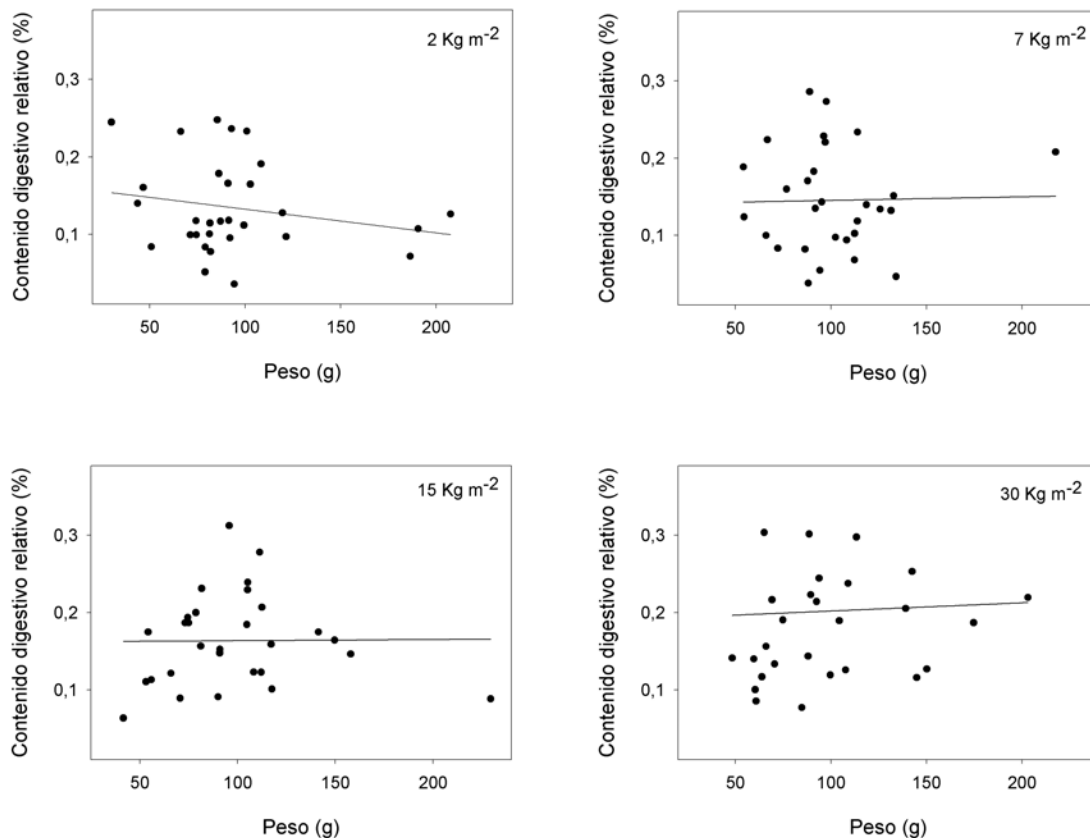 2 Kg m-2
Contenido digestivo relativo (%)
0,3
0,2
0,1
50
100
150
200
Peso (g)
7 Kg m-2
Contenido digestivo relativo (%)
0,3
0,2
0,1
50
100
150
200
Peso (g)
15 Kg m-2
Contenido digestivo relativo (%)
0,3
0,2
0,1
50
100
150
200
Peso (g)
30 Kg m-2
Contenido digestivo relativo (%)
0,3
0,2
0,1
50
100
150
200
Peso (g)